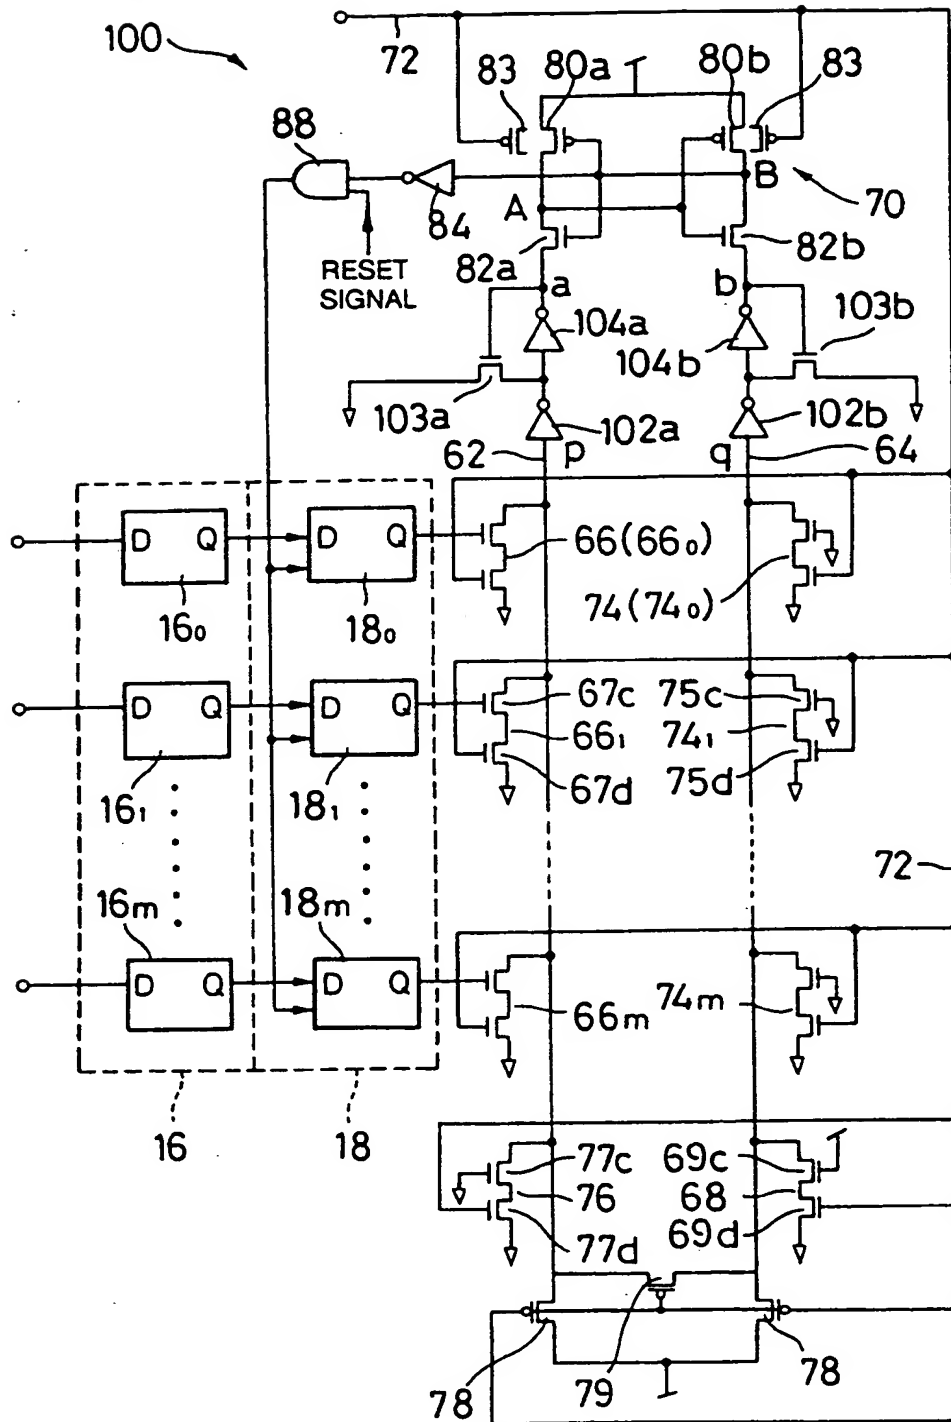 100
72
83
80a
80b
83
88
B
84
A
70
82a
82b
RESET
SIGNAL
a
b
103b
104a
104b
103a
102a
102b
62
p
q
64
D Q
D Q
66(66₀)
16₀
18₀
74(74₀)
D Q
D Q
67c
75c
66₁
74₁
16₁
18₁
67d
75d
72
16m
18m
D Q
D Q
66m
74m
16
18
77c
69c
76
68
77d
69d
78
79
78